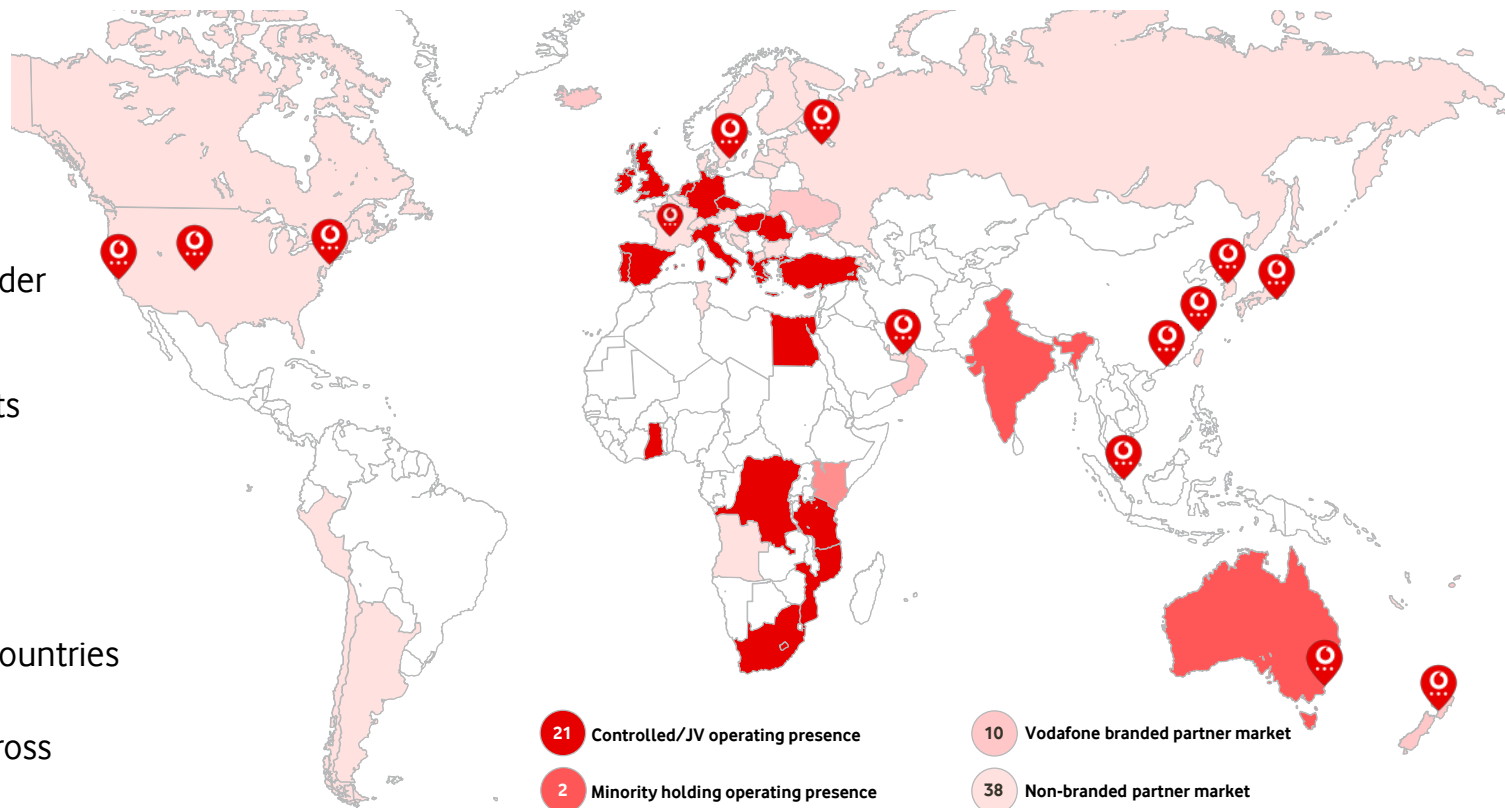 der
ts
ountries
ross
21 Controlled/JV operating presence
2 Minority holding operating presence
10 Vodafone branded partner market
38 Non-branded partner market